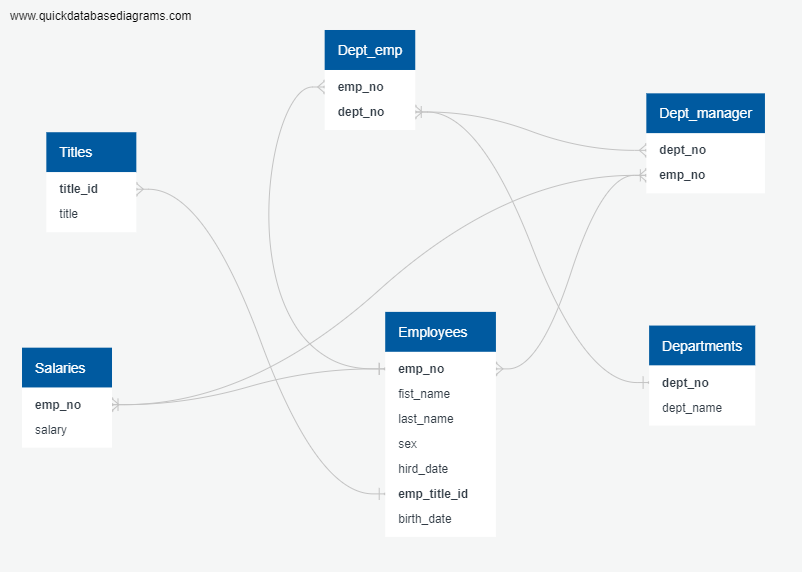 www.quickdatabasediagrams.com
Dept_emp
emp_no
dept_no
Dept_manager
dept_no
emp_no
Titles
title_id
title
Employees
emp_no
fist_name
last_name
sex
hird_date
emp_title_id
birth_date
Departments
dept_no
dept_name
Salaries
emp_no
salary